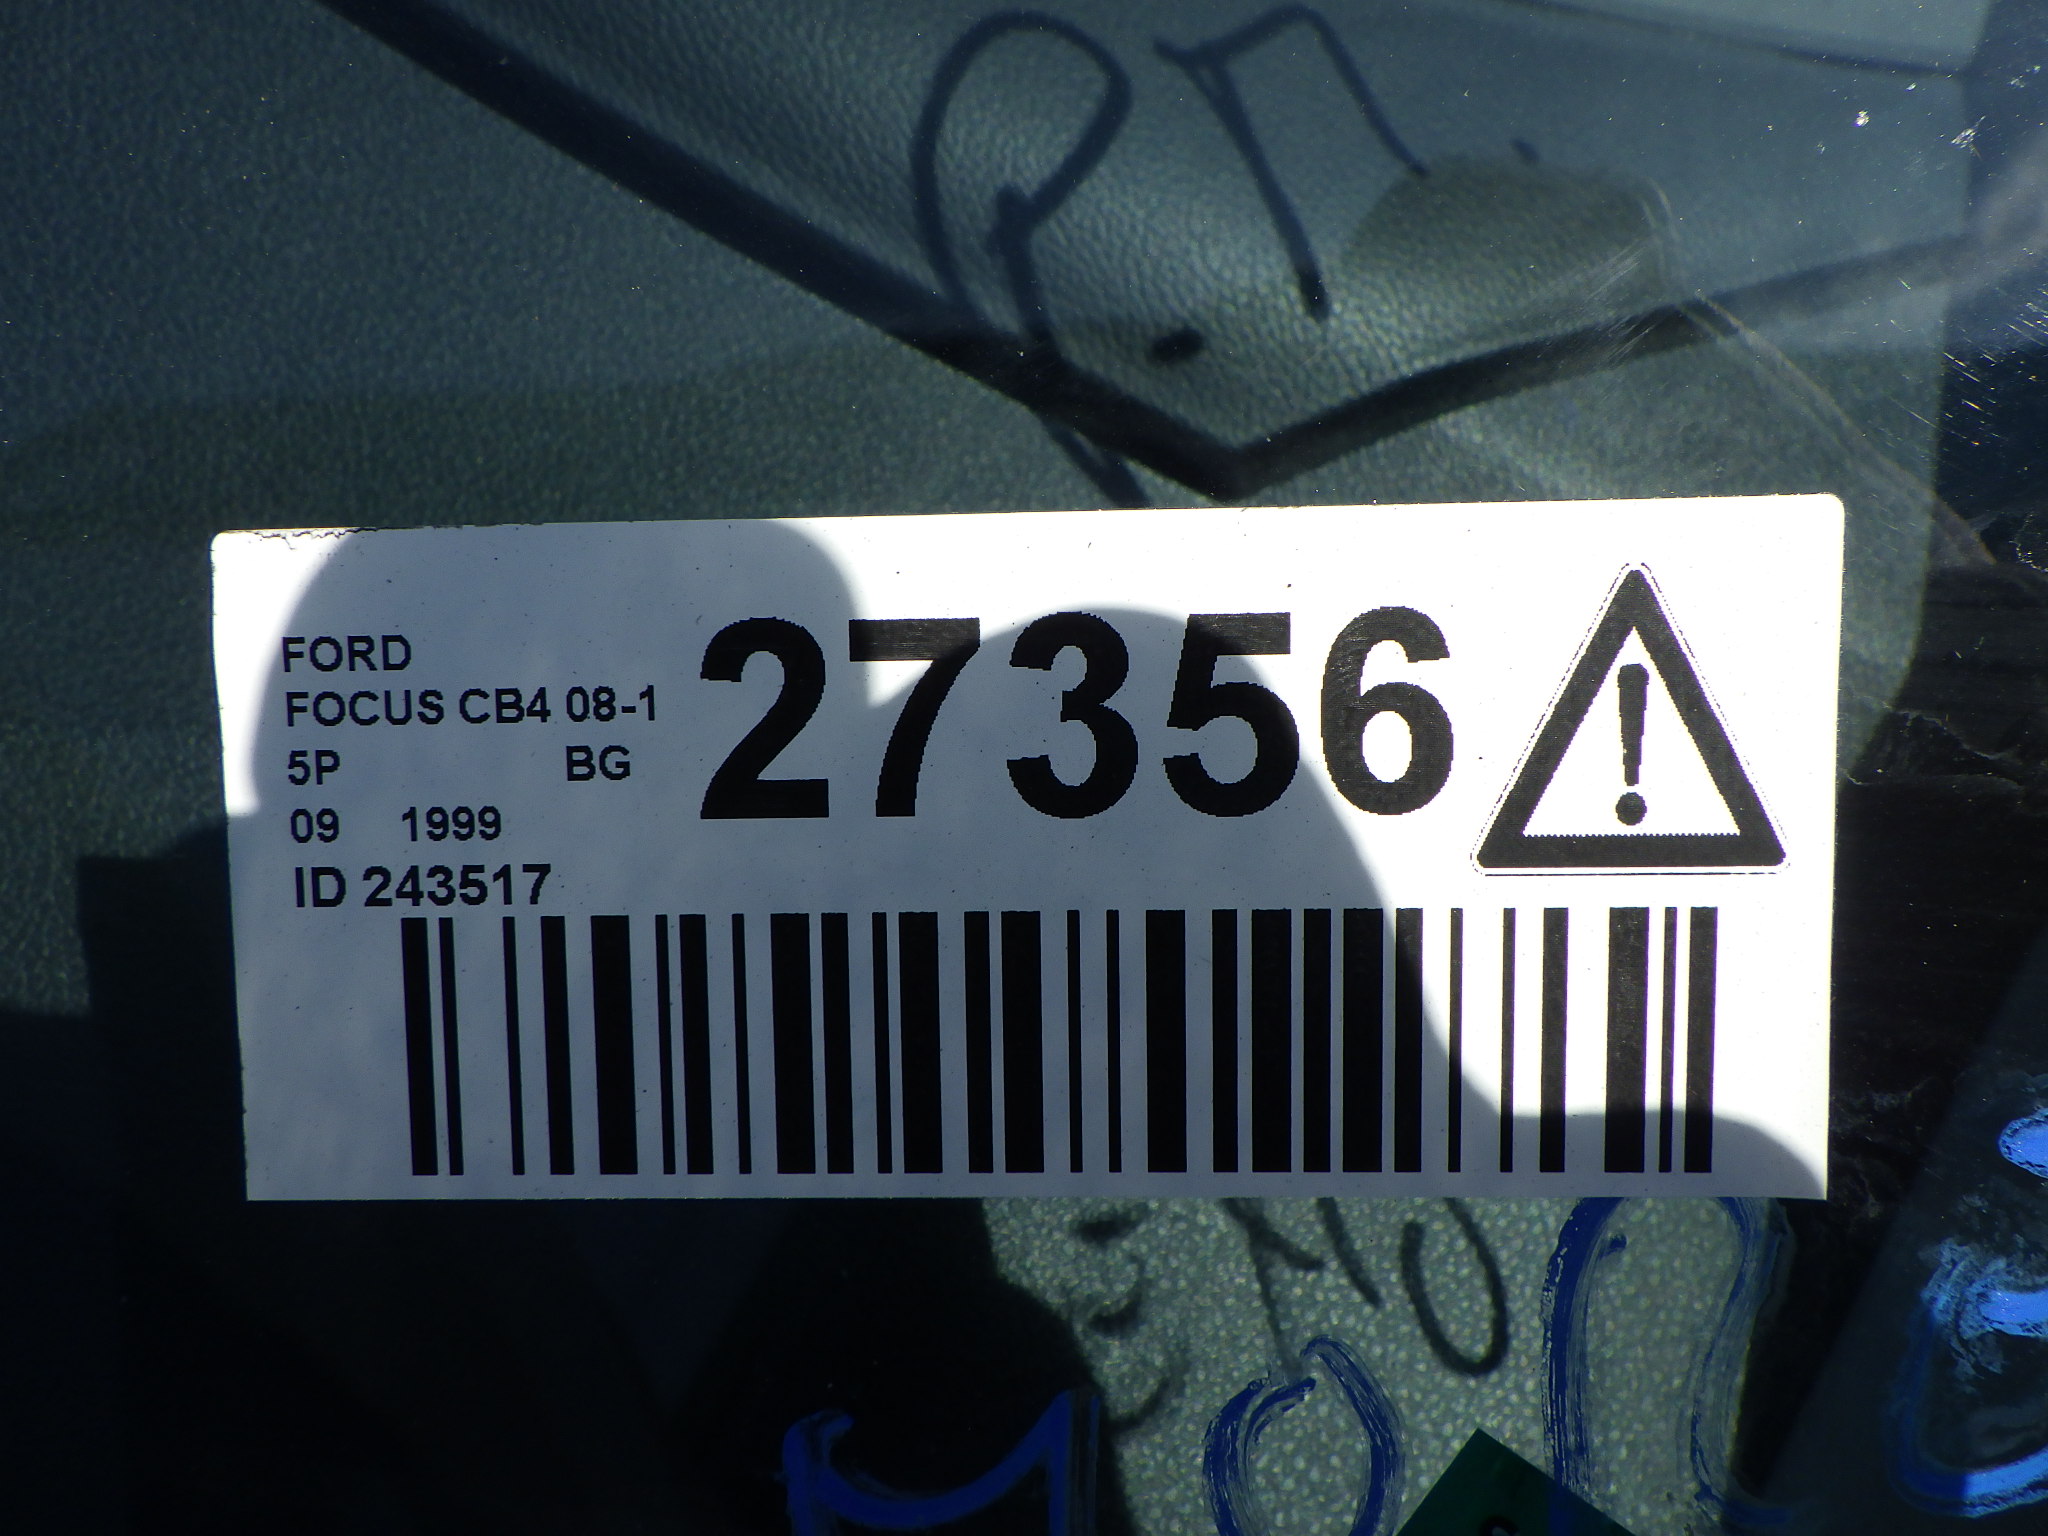 FORD
FOCUS CB4 08-1
5P BG
09 1999
ID 243517
27356